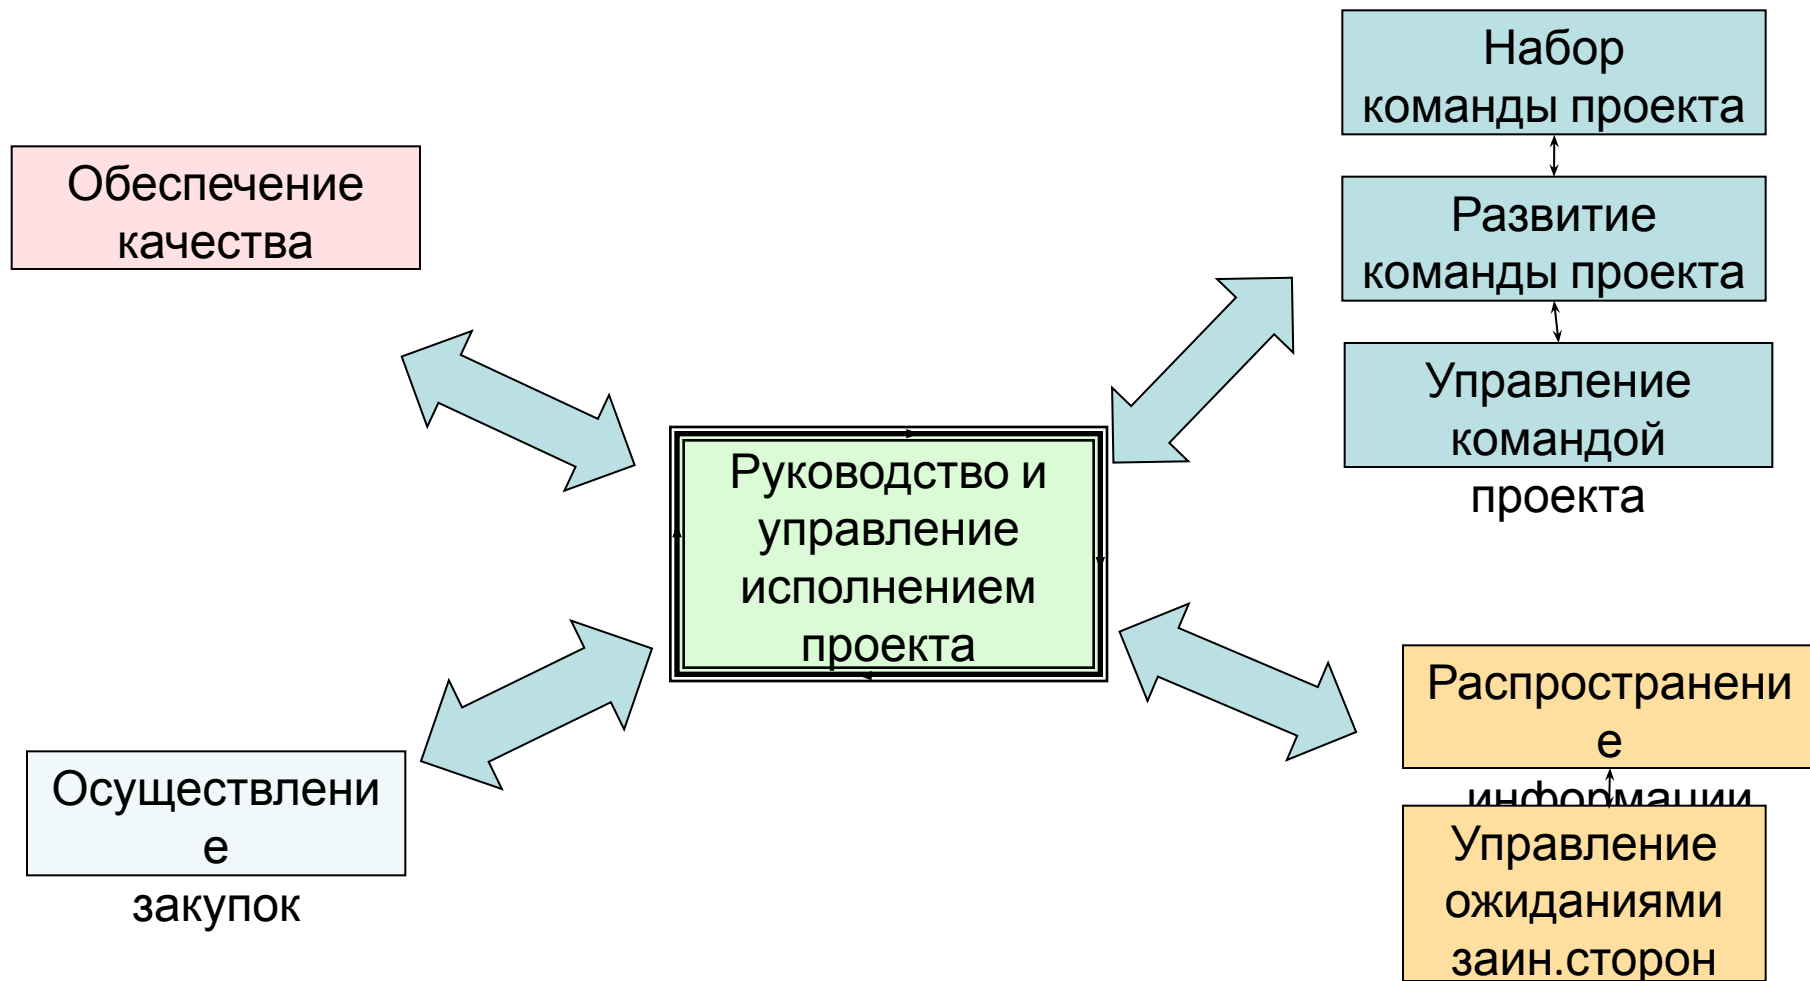 Набор
команды проекта
Обеспечение
качества
Развитие
команды проекта
Управление
командой
проекта
Руководство и
управление
исполнением
проекта
Распространени
е
информации
Осуществлени
е
закупок
Управление
ожиданиями
заин.сторон